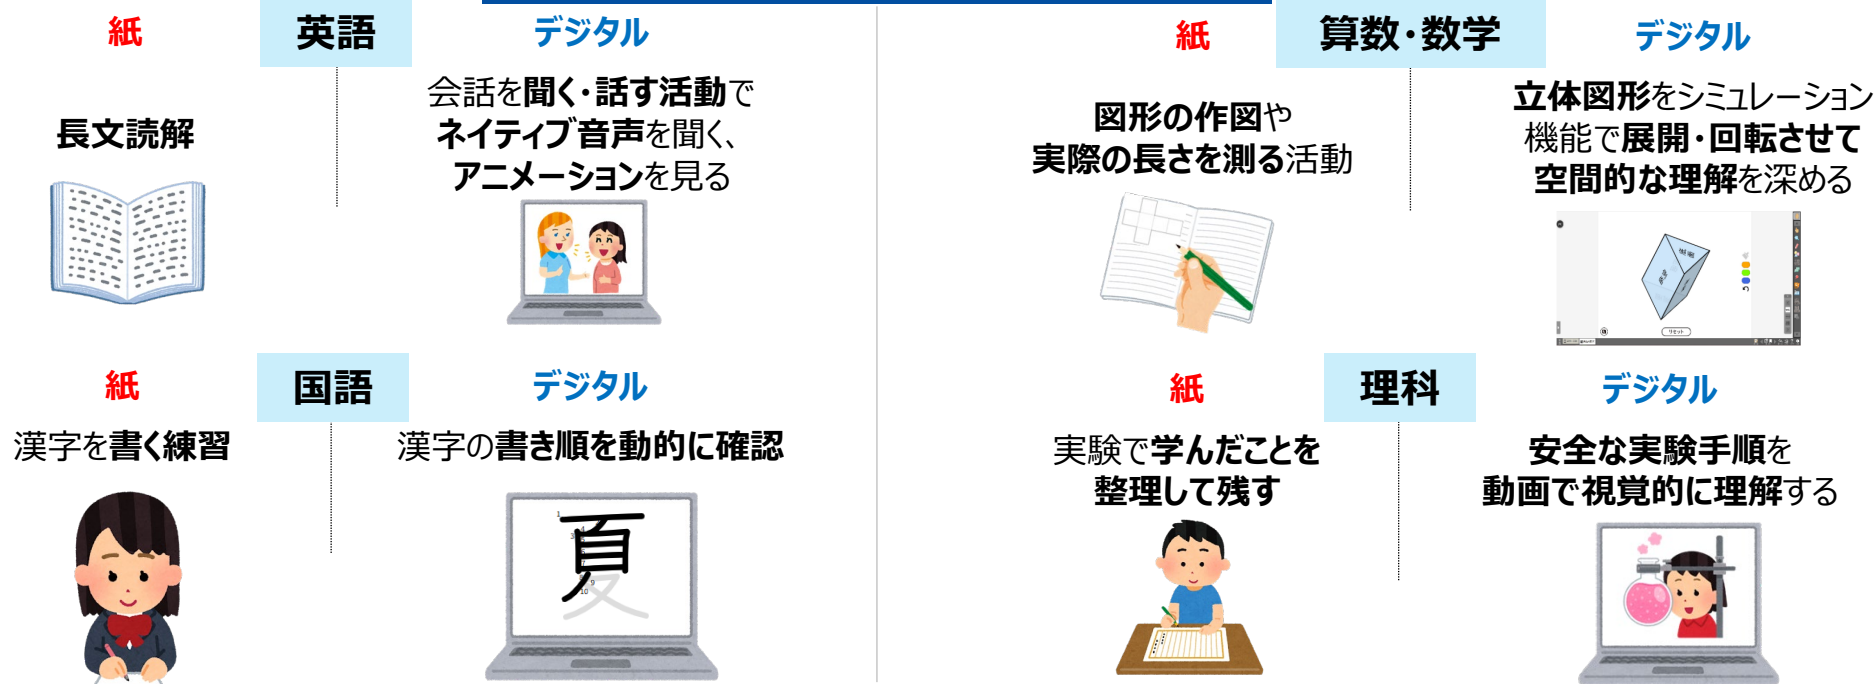 紙
英語
デジタル
長文読解
会話を聞く・話す活動で
ネイティブ音声を聞く、
アニメーションを見る
紙
算数・数学
デジタル
図形の作図や
実際の長さを測る活動
立体図形をシミュレーション
機能で展開・回転させて
空間的な理解を深める
リセット
紙
国語
デジタル
漢字を書く練習
漢字の書き順を動的に確認
夏
紙
理科
デジタル
実験で学んだことを
整理して残す
安全な実験手順を
動画で視覚的に理解する